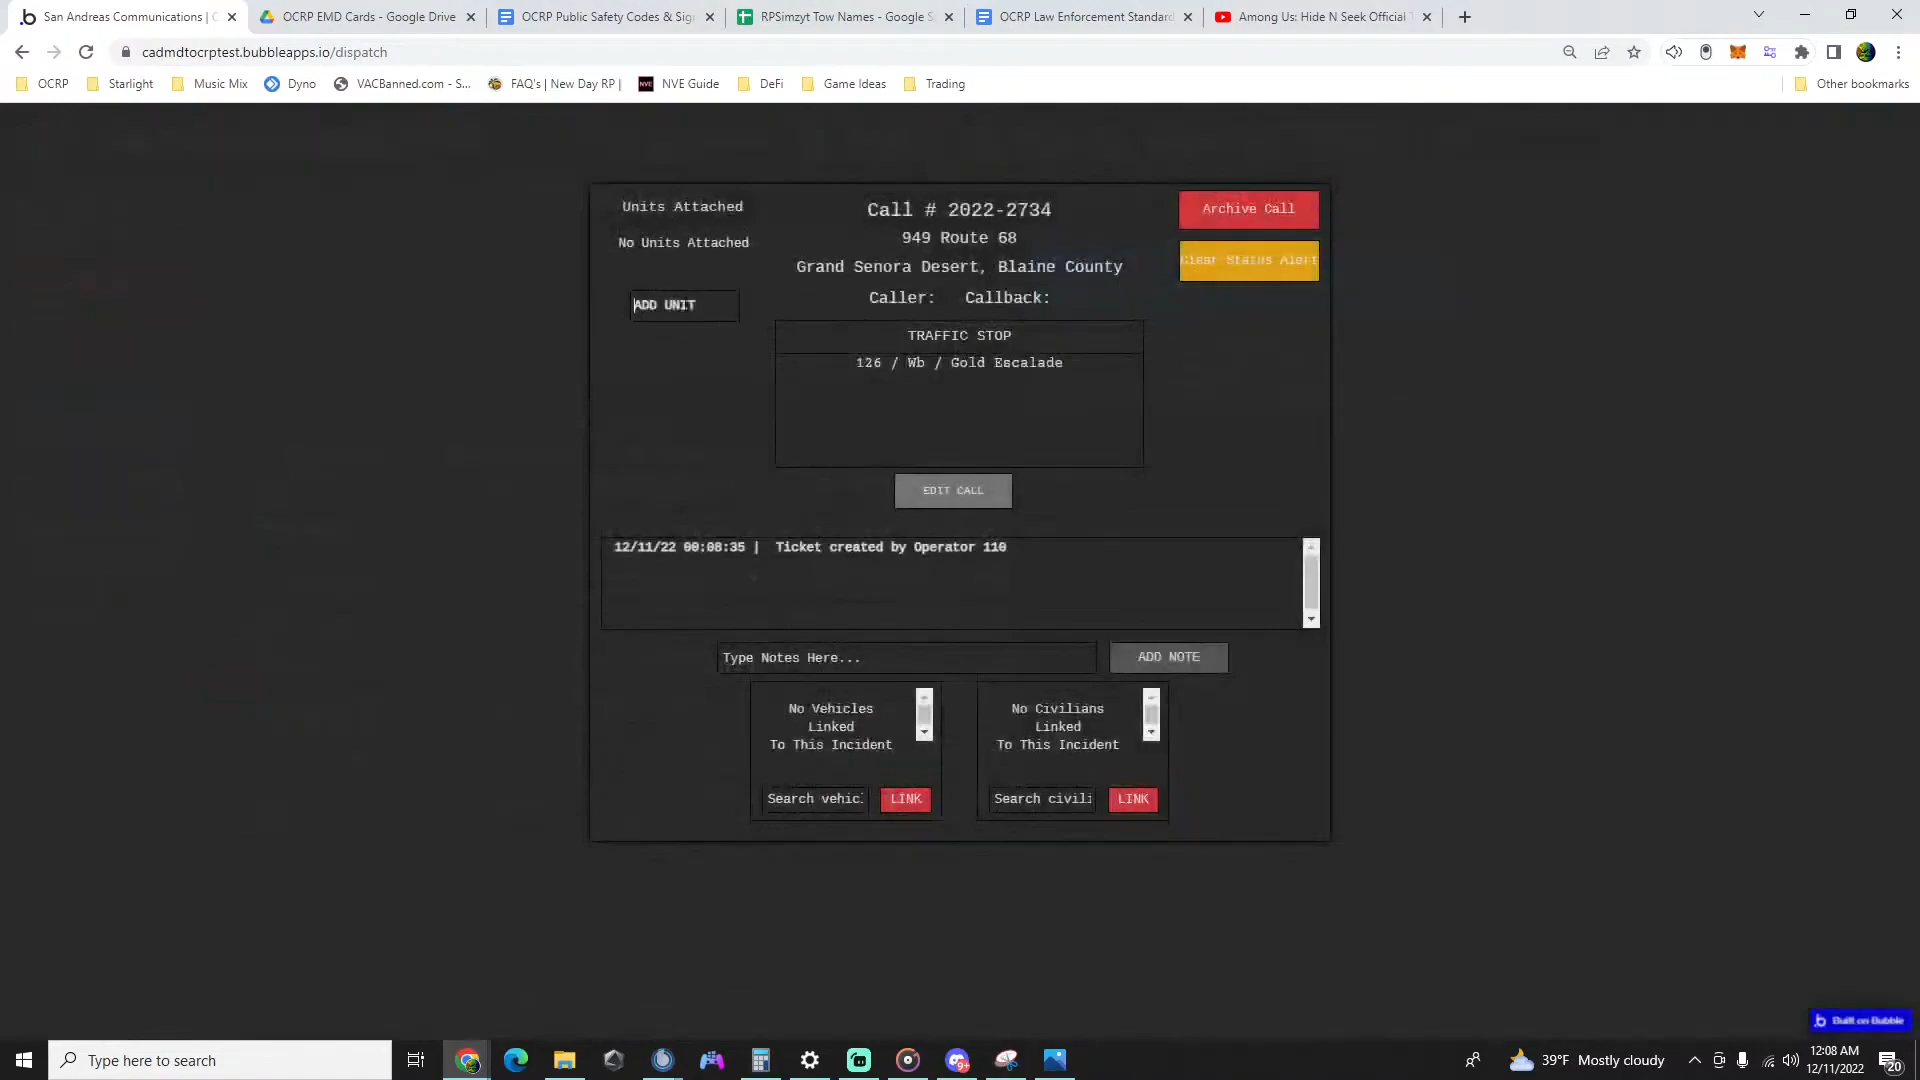 San Andreas Communications | C
OCRP EMD Cards - Google Drive
OCRP Public Safety Codes & Sig
RPSimzyt Tow Names - Google S
OCRP Law Enforcement Standard
Among Us: Hide N Seek Official T
cadmdtocrptest.bubbleapps.io/dispatch
OCRP
Starlight
Music Mix
Dyno
VACBanned.com - S...
FAQ's | New Day RP |
NVE
NVE Guide
DeFi
Game Ideas
Trading
Other bookmarks
Units Attached
No Units Attached
ADD UNIT
Call # 2022-2734
949 Route 68
Grand Senora Desert, Blaine County
Caller: Callback:
Archive Call
Clear Status Alert
TRAFFIC STOP
126 / Wb / Gold Escalade
EDIT CALL
12/11/22 00:08:35 | Ticket created by Operator 110
Type Notes Here...
ADD NOTE
No Vehicles
Linked
To This Incident
Search vehic
LINK
No Civilians
Linked
To This Incident
Search civili
LINK
Built on Bubble
Type here to search
9+
39°F Mostly cloudy
12:08 AM
12/11/2022
20